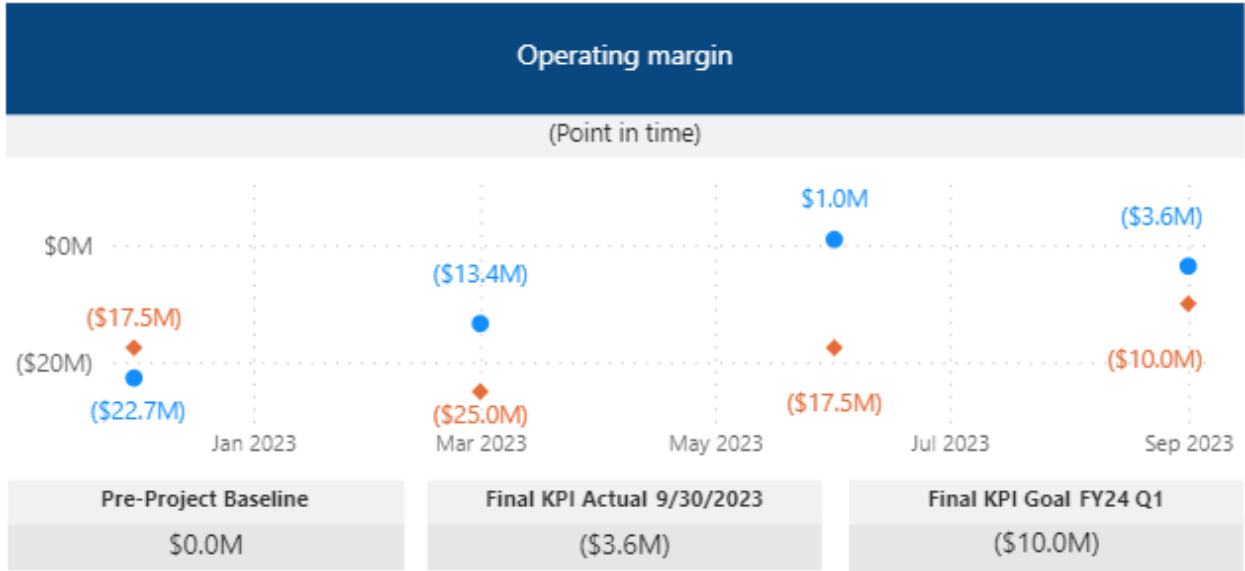 Operating margin
(Point in time)
$1.0M
($3.6M)
$0M
($13.4M)
($17.5M)
($20M)
($10.0M)
($22.7M)
($25.0M)
($17.5M)
Jan 2023 Mar 2023 May 2023 Jul 2023 Sep 2023
Pre-Project Baseline Final KPI Actual 9/30/2023 Final KPI Goal FY24 Q1
$0.0M ($3.6M) ($10.0M)